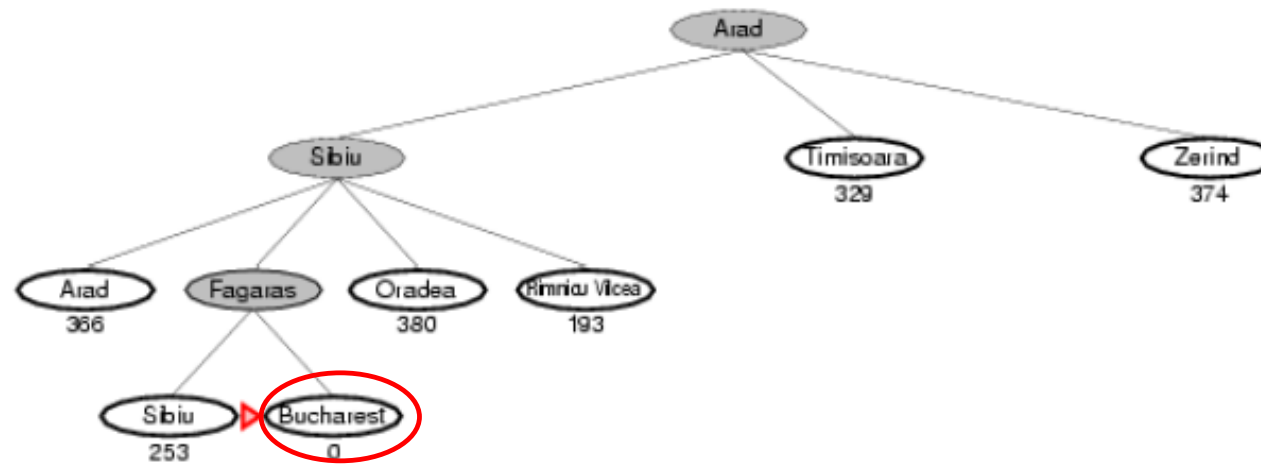 Arad
Sibiu
Timisoara
Zerind
329
374
Arad
Fagaras
Oradea
Rimnicu Vilcea
366
380
193
Sibiu
Bucharest
253
0